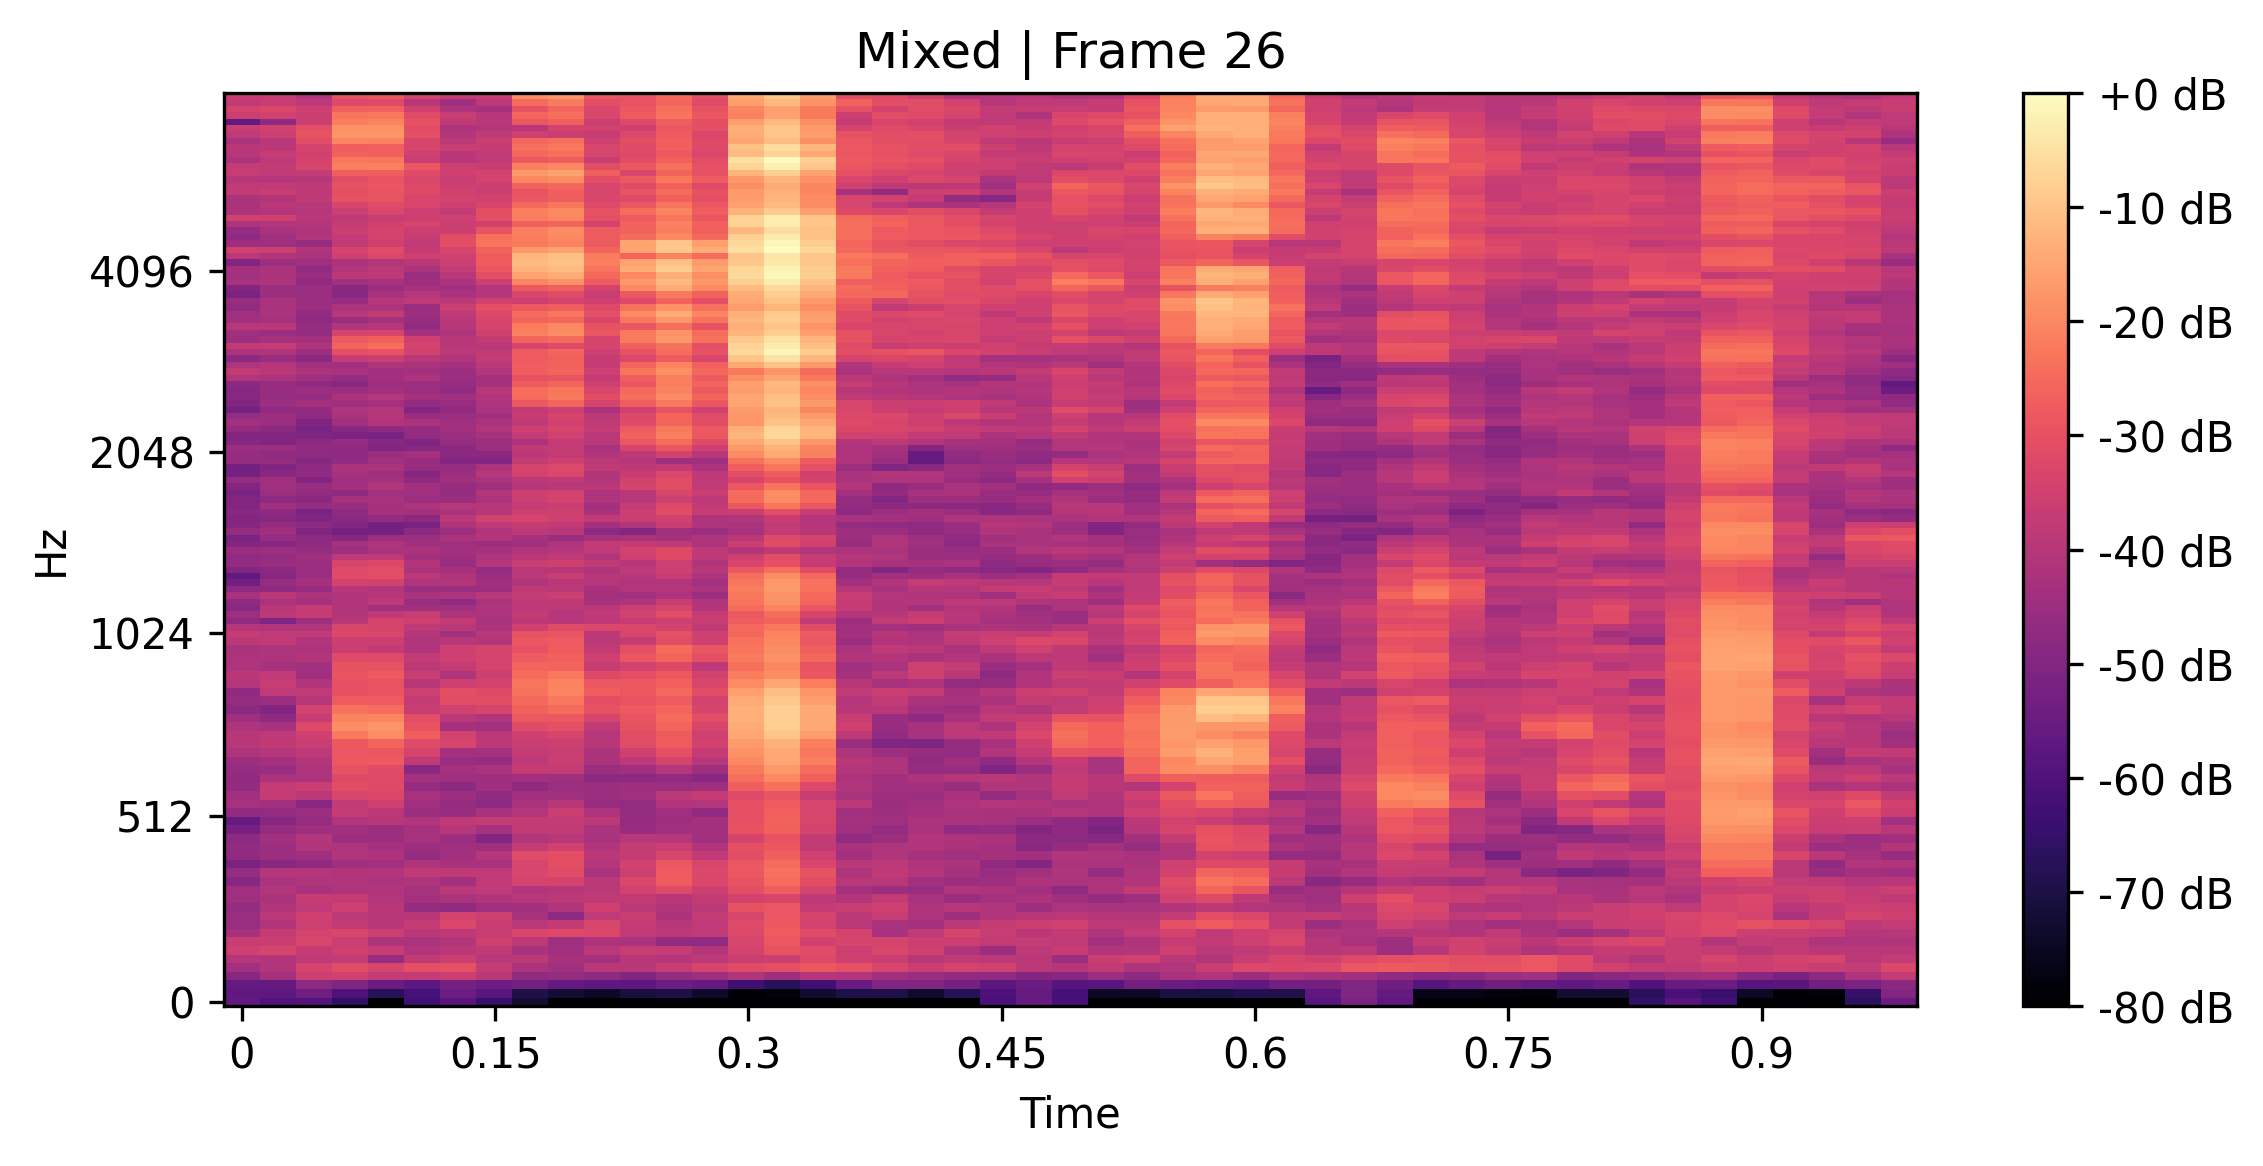 Mixed | Frame 26
Hz
4096
2048
1024
512
0
0 0.15 0.3 0.45 0.6 0.75 0.9
Time
+0 dB
-10 dB
-20 dB
-30 dB
-40 dB
-50 dB
-60 dB
-70 dB
-80 dB